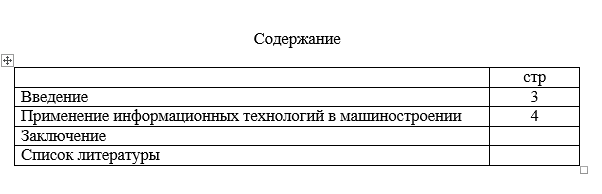 Содержание
стр
Введение 3
Применение информационных технологий в машиностроении 4
Заключение
Список литературы